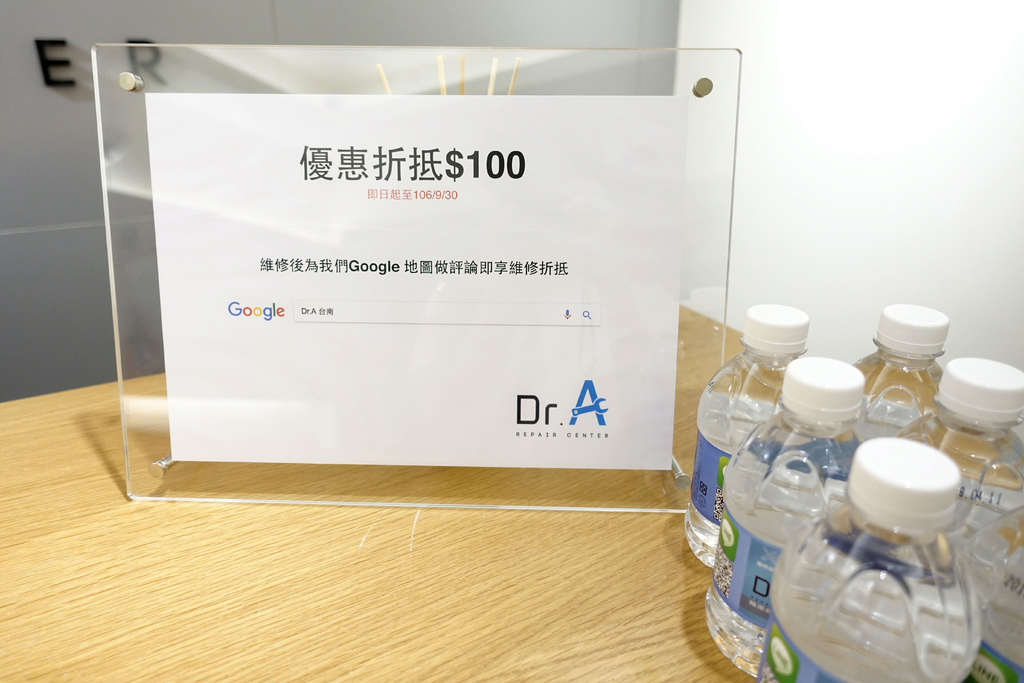 ER
優惠折抵$100
即日起至106/9/30
維修後為我們Google 地圖做評論即享維修折抵
Google
Dr.A 台南
Dr.A
REPAIR CENTER
LINE